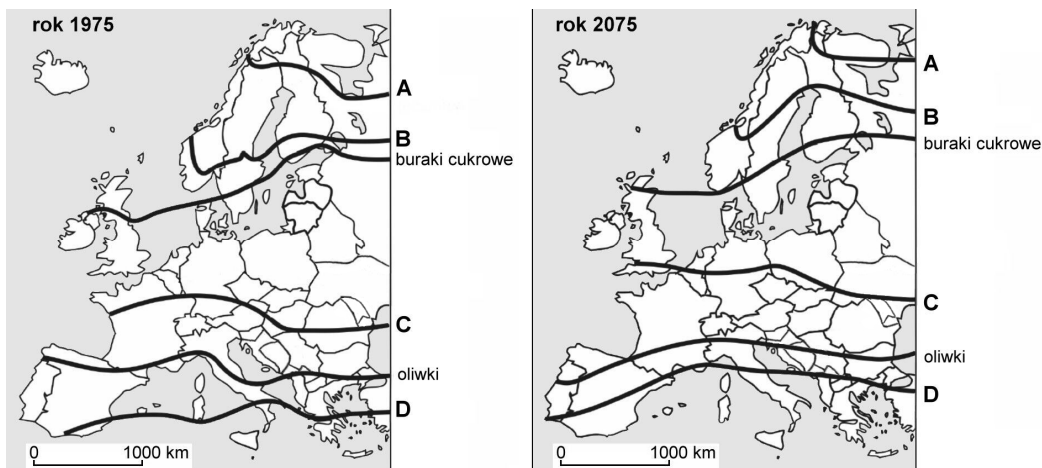 rok 1975
A
B
buraki cukrowe
C
oliwki
D
0 1000 km
rok 2075
A
B
buraki cukrowe
C
oliwki
D
0 1000 km